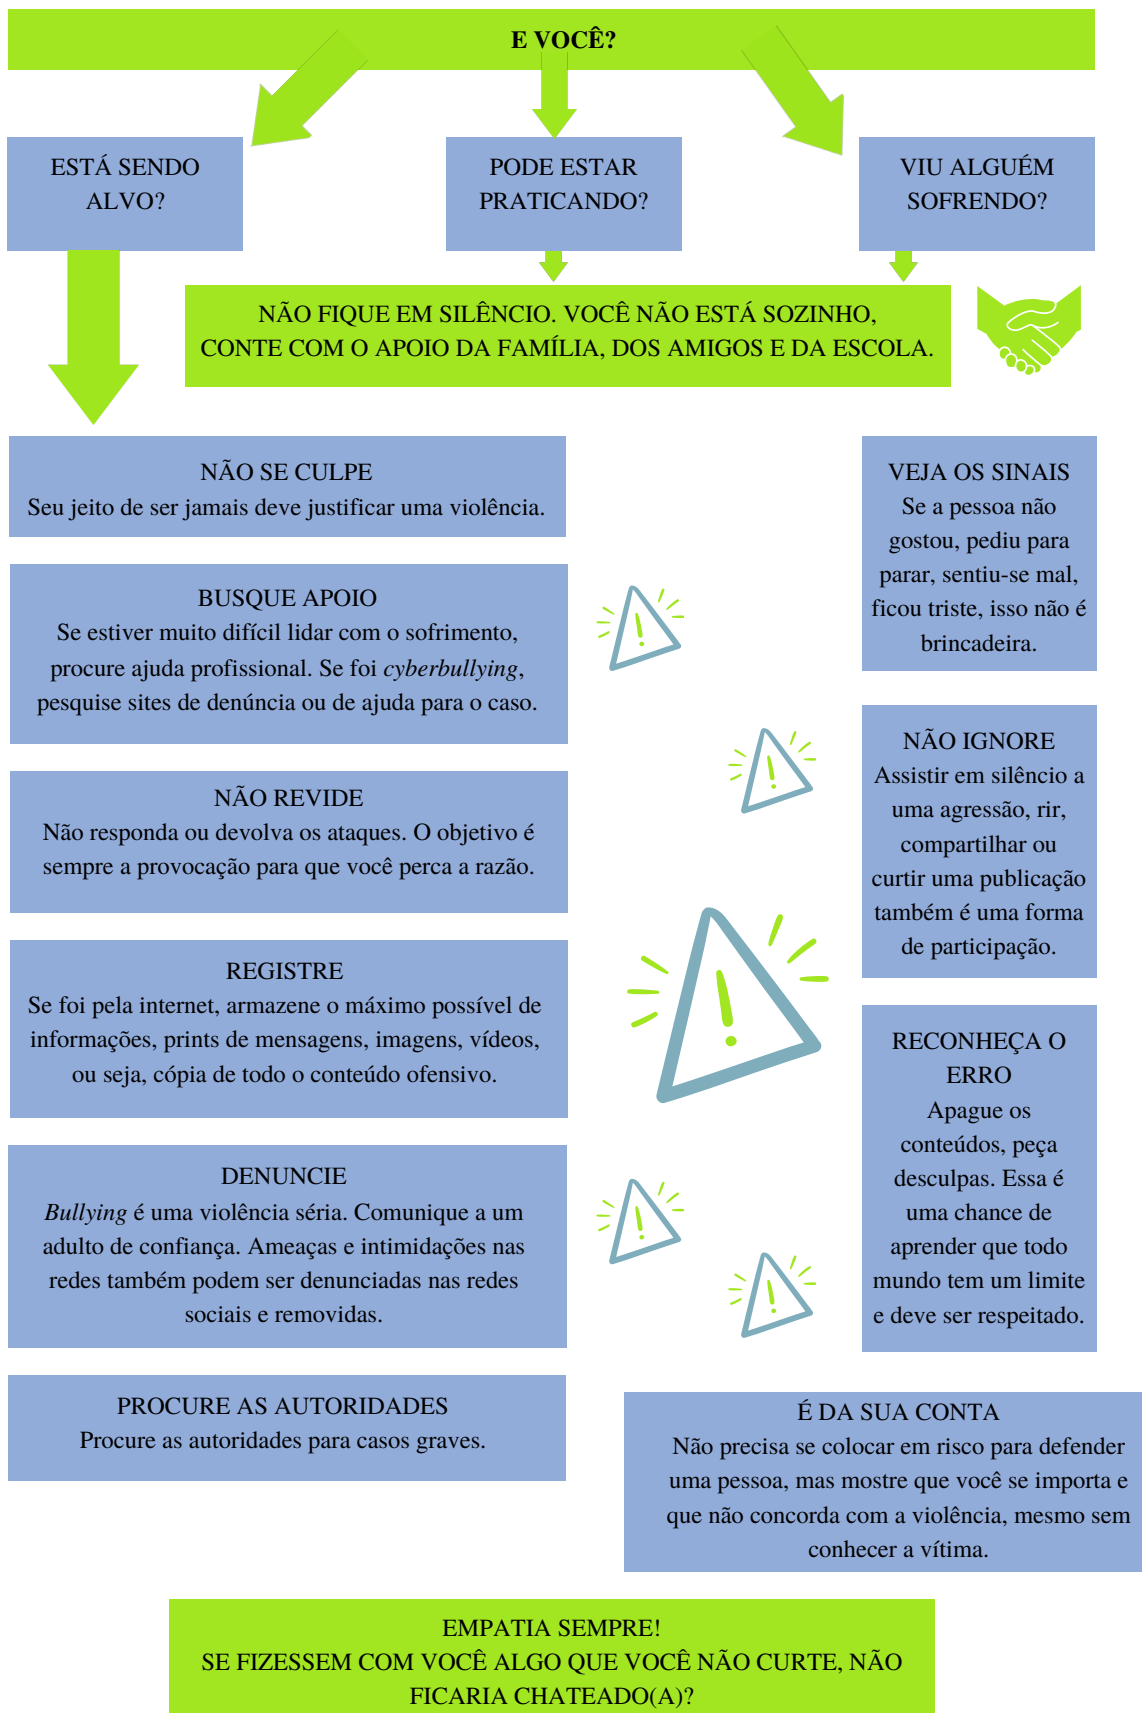 E VOCÊ?
ESTÁ SENDO
ALVO?
PODE ESTAR
PRATICANDO?
VIU ALGUÉM
SOFRENDO?
NÃO FIQUE EM SILÊNCIO. VOCÊ NÃO ESTÁ SOZINHO,
CONTE COM O APOIO DA FAMÍLIA, DOS AMIGOS E DA ESCOLA.
NÃO SE CULPE
Seu jeito de ser jamais deve justificar uma violência.
BUSQUE APOIO
Se estiver muito difícil lidar com o sofrimento,
procure ajuda profissional. Se foi cyberbullying,
pesquise sites de denúncia ou de ajuda para o caso.
NÃO REVIDE
Não responda ou devolva os ataques. O objetivo é
sempre a provocação para que você perca a razão.
REGISTRE
Se foi pela internet, armazene o máximo possível de
informações, prints de mensagens, imagens, vídeos,
ou seja, cópia de todo o conteúdo ofensivo.
DENUNCIE
Bullying é uma violência séria. Comunique a um
adulto de confiança. Ameaças e intimidações nas
redes também podem ser denunciadas nas redes
sociais e removidas.
PROCURE AS AUTORIDADES
Procure as autoridades para casos graves.
VEJA OS SINAIS
Se a pessoa não
gostou, pediu para
parar, sentiu-se mal,
ficou triste, isso não é
brincadeira.
NÃO IGNORE
Assistir em silêncio a
uma agressão, rir,
compartilhar ou
curtir uma publicação
também é uma forma
de participação.
RECONHEÇA O
ERRO
Apague os
conteúdos, peça
desculpas. Essa é
uma chance de
aprender que todo
mundo tem um limite
e deve ser respeitado.
É DA SUA CONTA
Não precisa se colocar em risco para defender
uma pessoa, mas mostre que você se importa e
que não concorda com a violência, mesmo sem
conhecer a vítima.
EMPATIA SEMPRE!
SE FIZESSEM COM VOCÊ ALGO QUE VOCÊ NÃO CURTE, NÃO
FICARIA CHATEADO(A)?